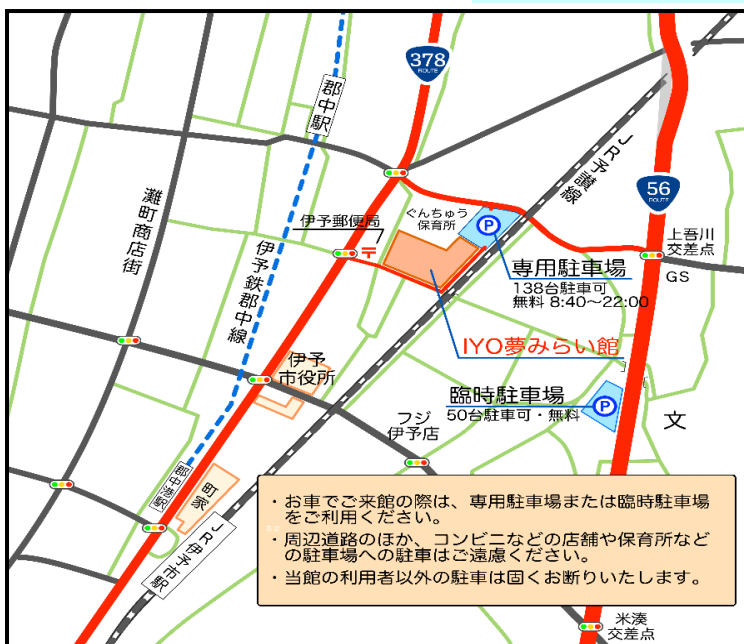 378
ROUTE
郡中駅
JR予讃線
56
ROUTE
灘町商店街
ぐんちゅう
保育所
P
伊予郵便局
〒
上吾川
交差点
GS
専用駐車場
138台駐車可
無料 8:40～22:00
伊予鉄郡中線
IYO夢みらい館
伊予
市役所
臨時駐車場
50台駐車可・無料
P
文
フジ
伊予店
郡中港駅
町家
JR伊予市駅
・お車でご来館の際は、専用駐車場または臨時駐車場
をご利用ください。
・周辺道路のほか、コンビニなどの店舗や保育所など
の駐車場への駐車はご遠慮ください。
・当館の利用者以外の駐車は固くお断りいたします。
米湊
交差点